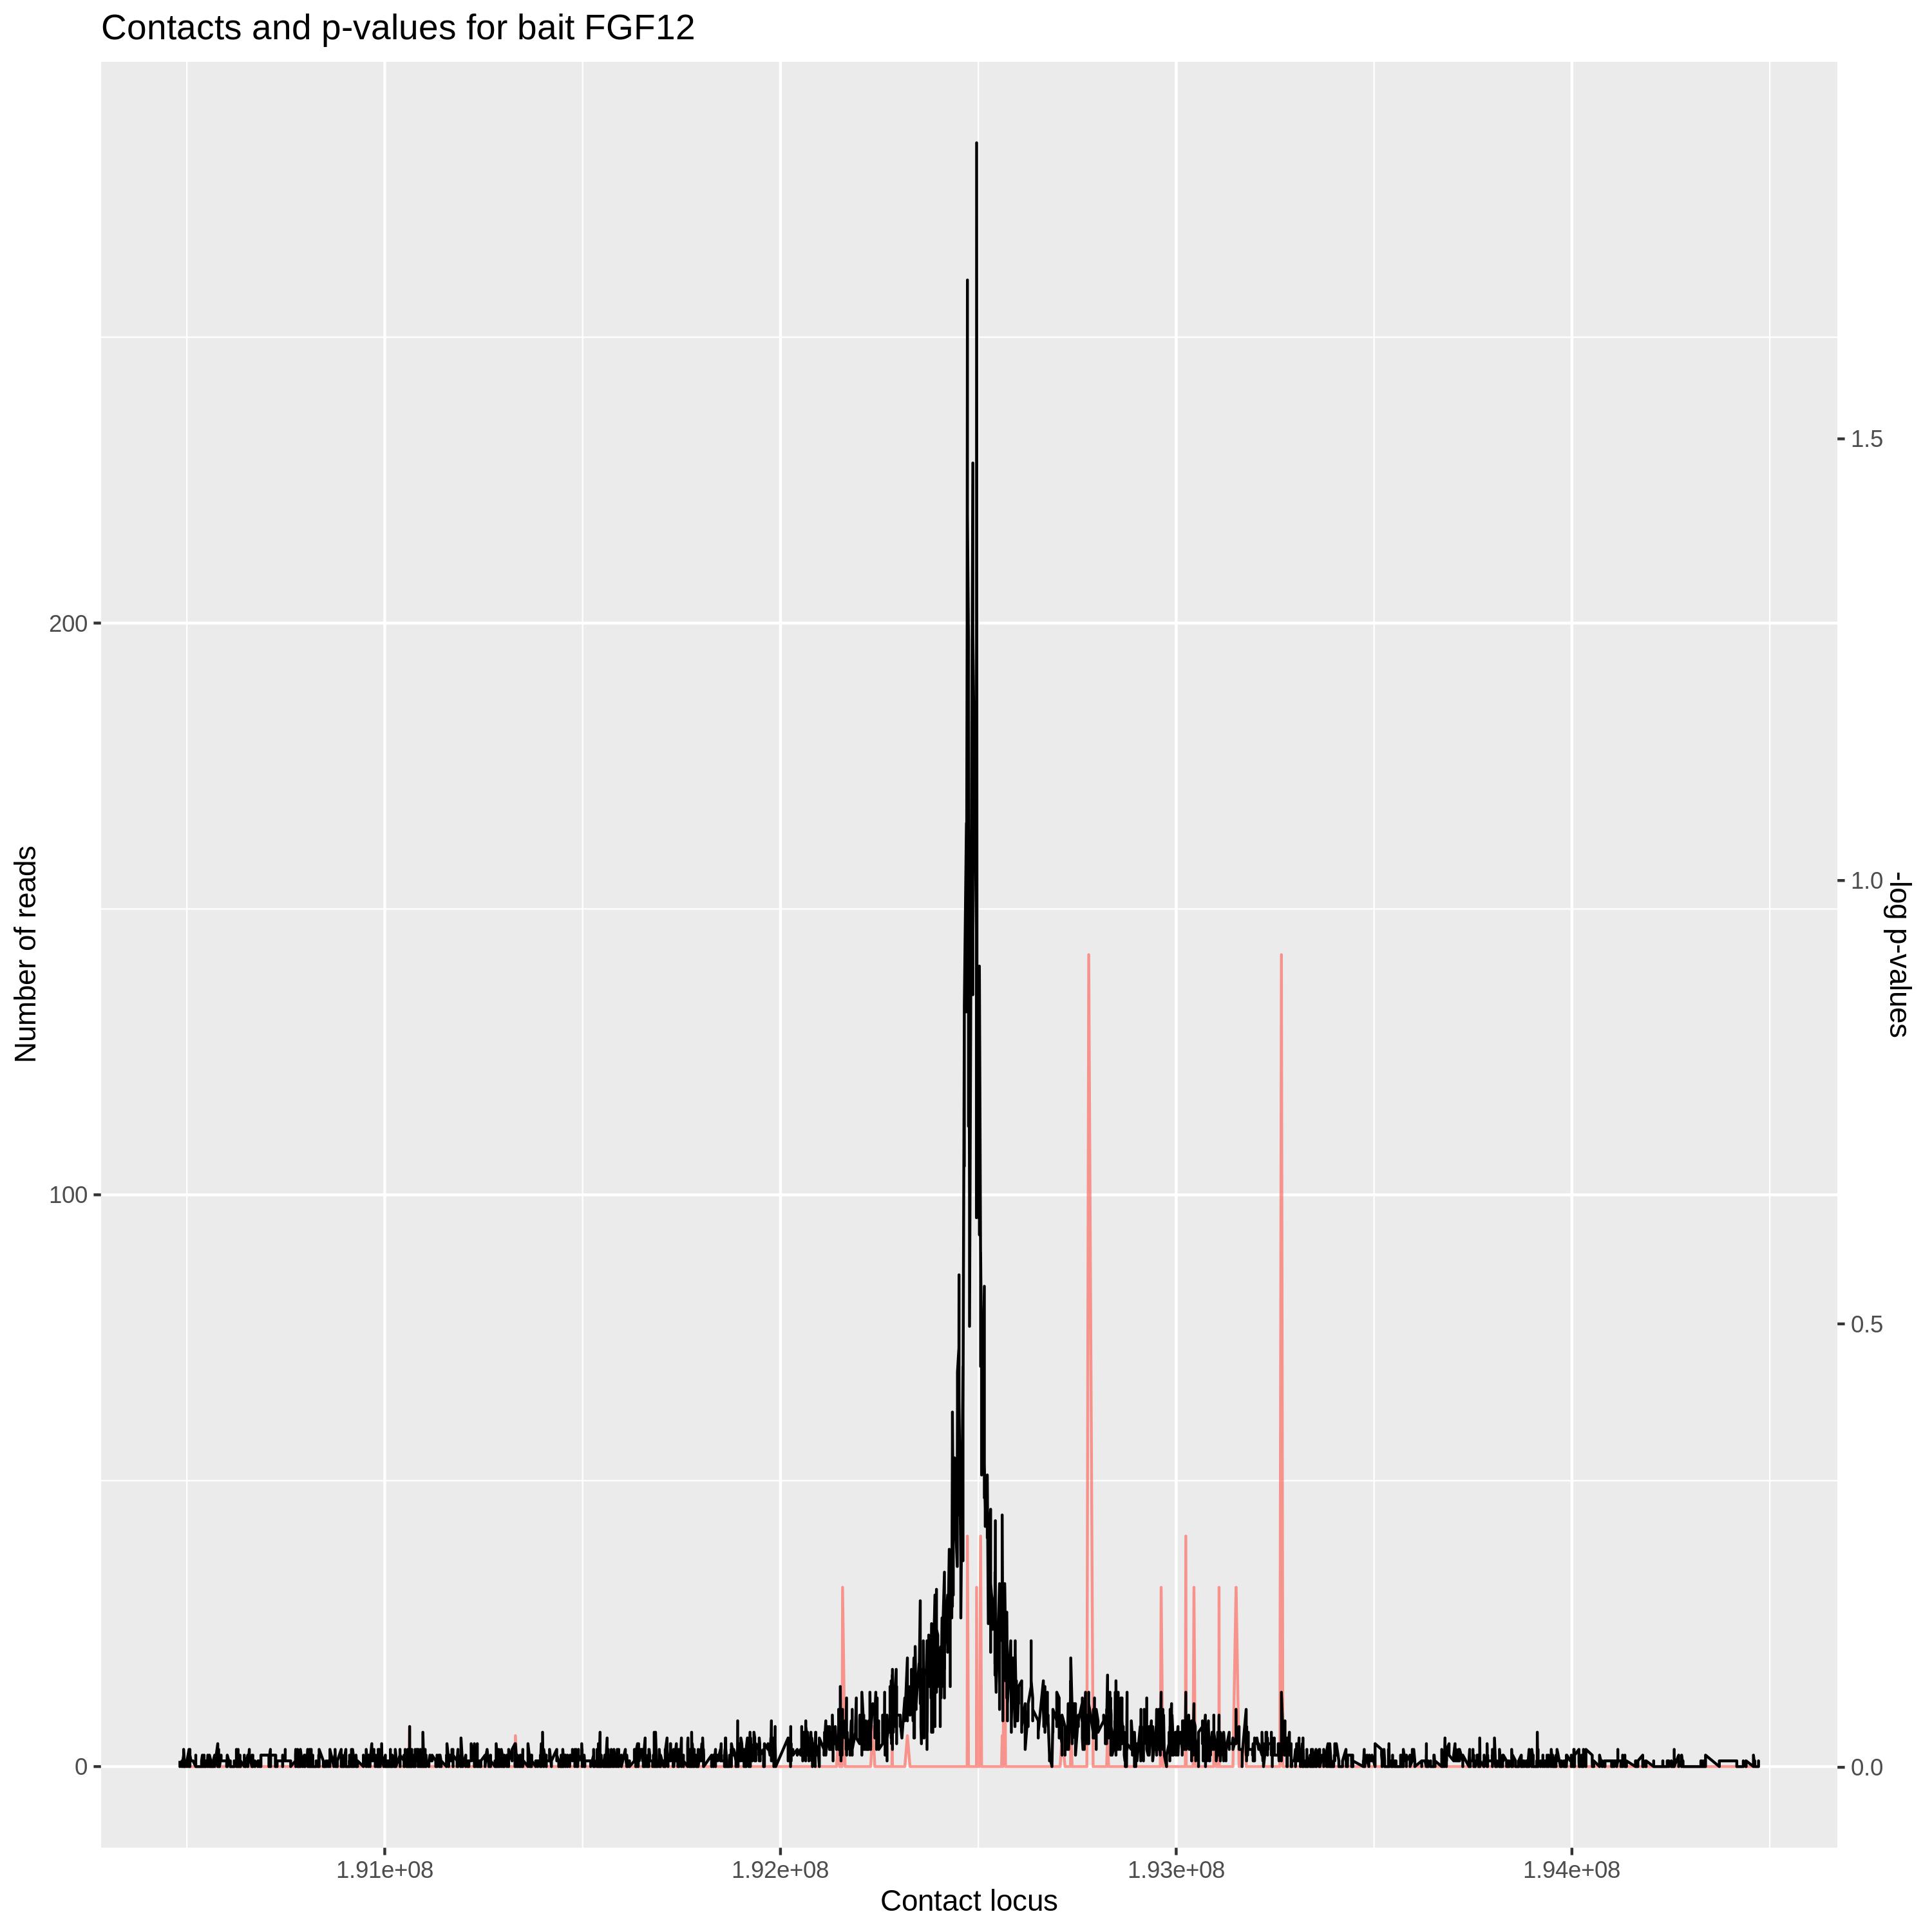 Contacts and p-values for bait FGF12
Number of reads
200
100
0
1.5
1.0
0.5
0.0
-log p-values
1.91e+08
1.92e+08
1.93e+08
1.94e+08
Contact locus